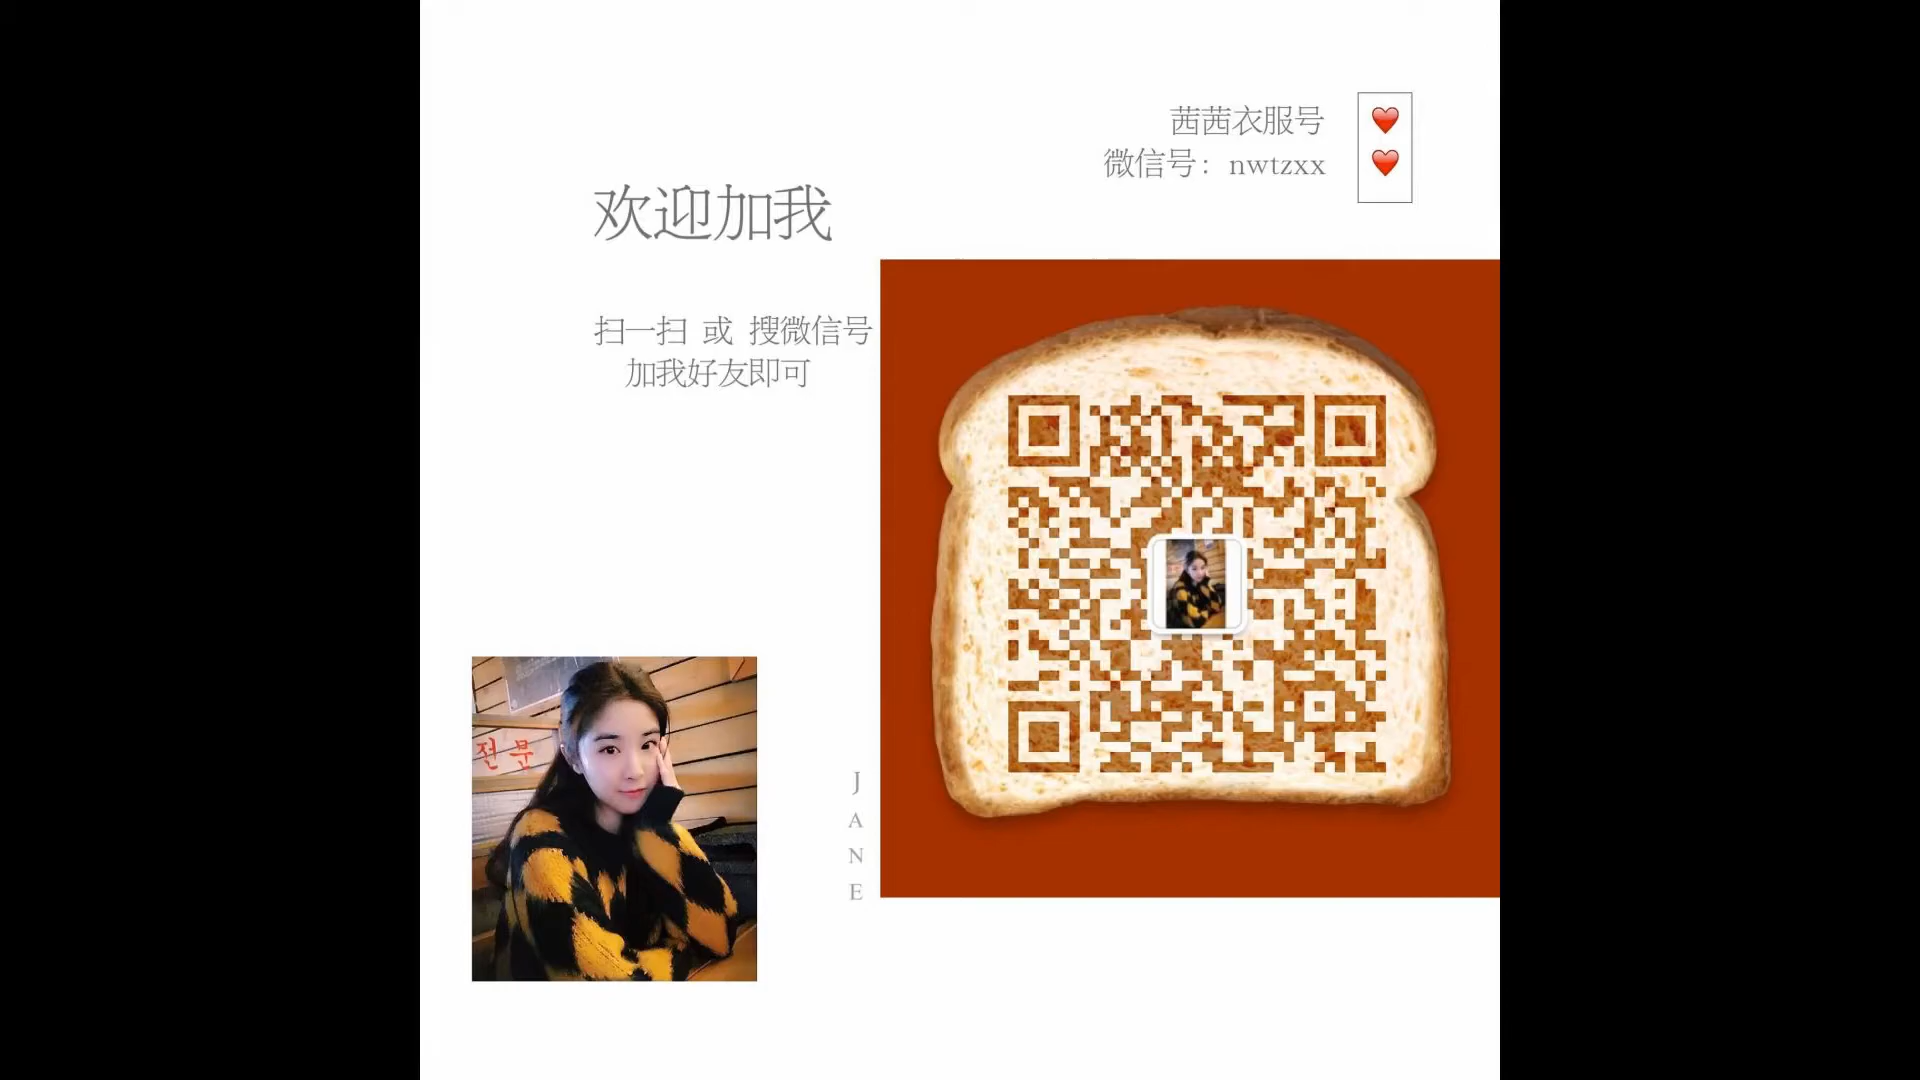 茜茜衣服号
微信号：nwtzxx
欢迎加我
扫一扫 或 搜微信号
加我好友即可
전문
JANE